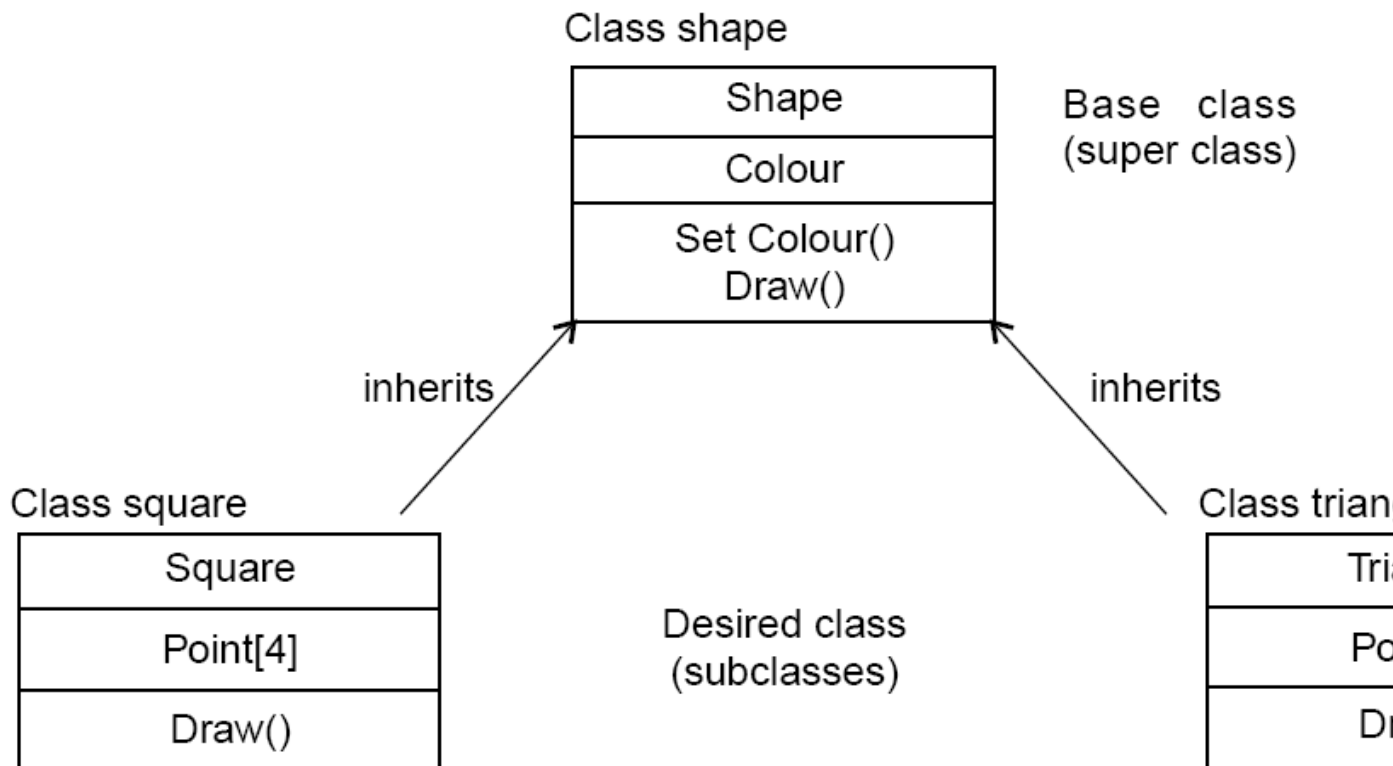 Class shape
Shape
Base class
(super class)
Colour
Set Colour()
Draw()
inherits
inherits
Class square
Class
Square
Desired class
(subclasses)
Point[4]
Draw()